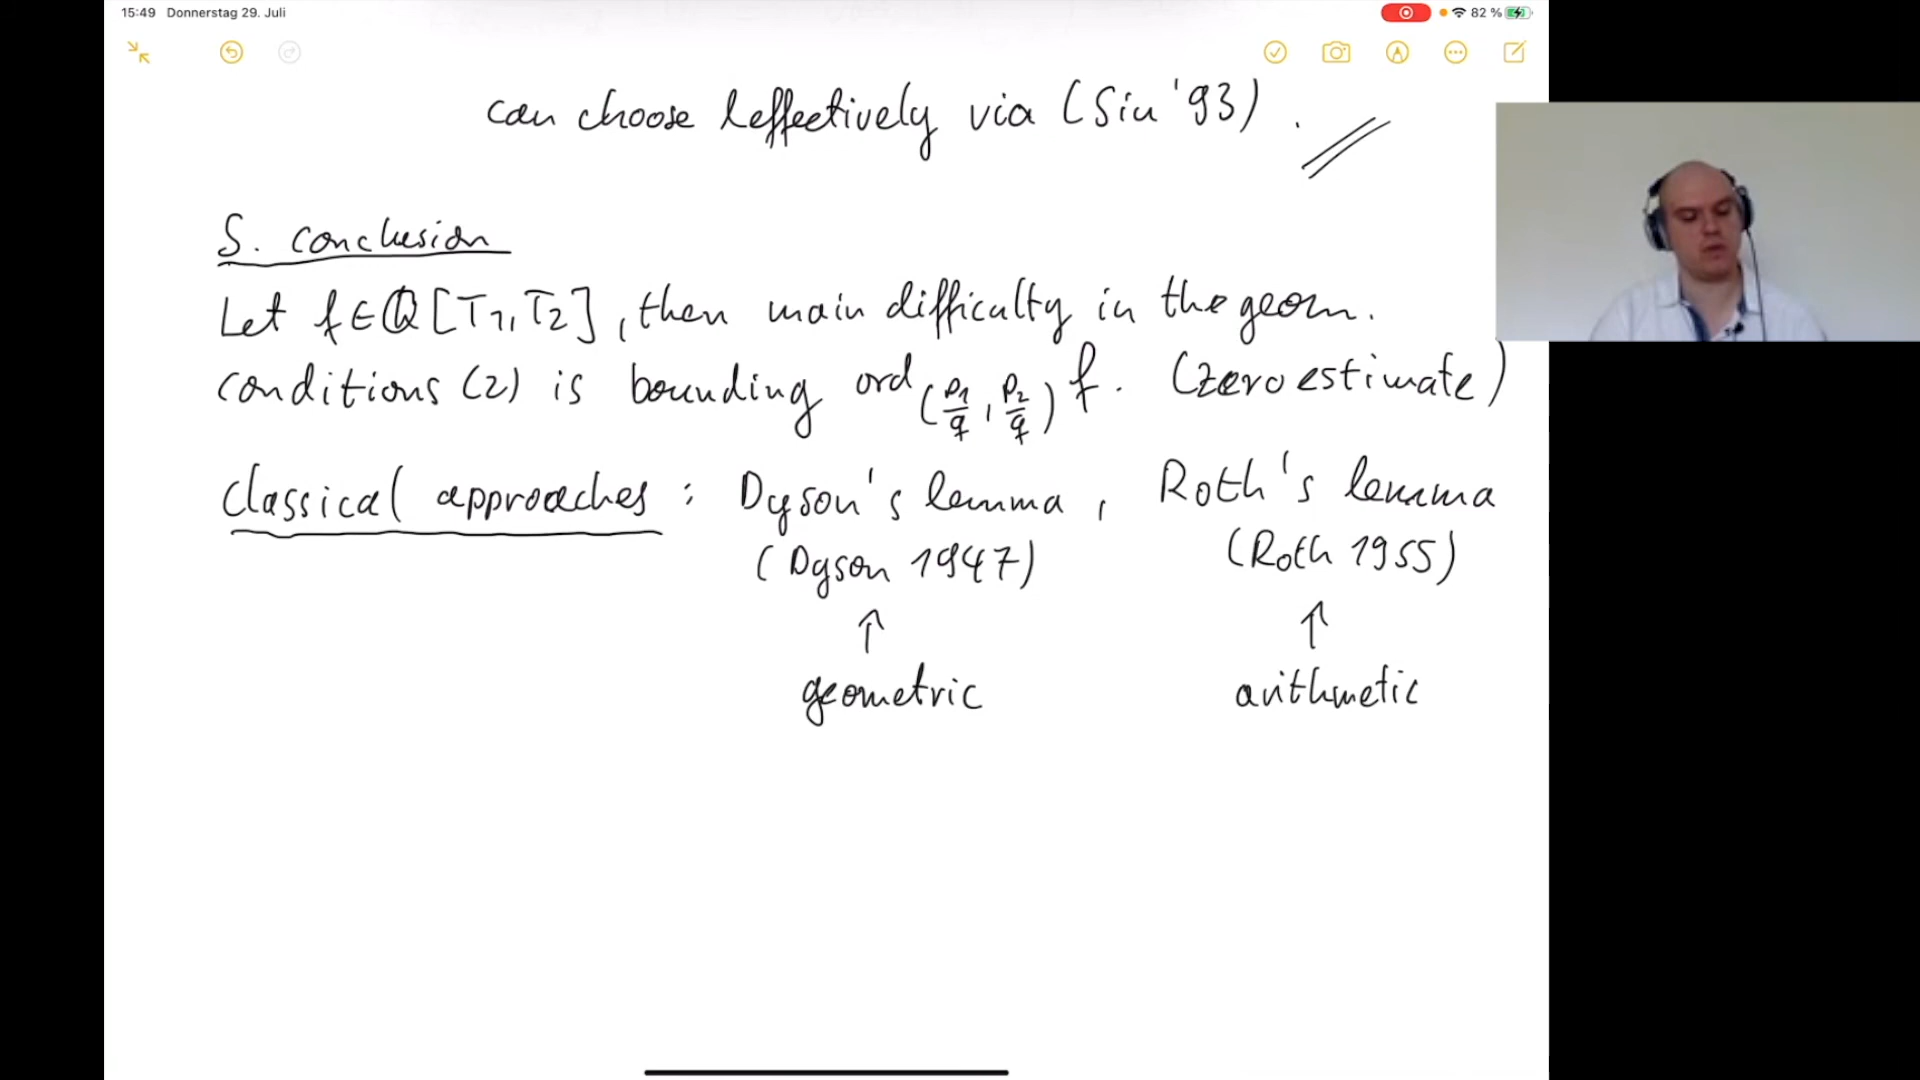 15:49 Donnerstag 29. Juli 82 %
can choose l effectively via (Siu '93).
5. conclusion
Let f ∈ ℚ[T₁, T₂], then main difficulty in the geom.
conditions (2) is bounding ord_(p₁/q, p₂/q) f. (zero estimate)
Classical approaches: Dyson's lemma, Roth's lemma
(Dyson 1947) (Roth 1955)
↑ ↑
geometric arithmetic